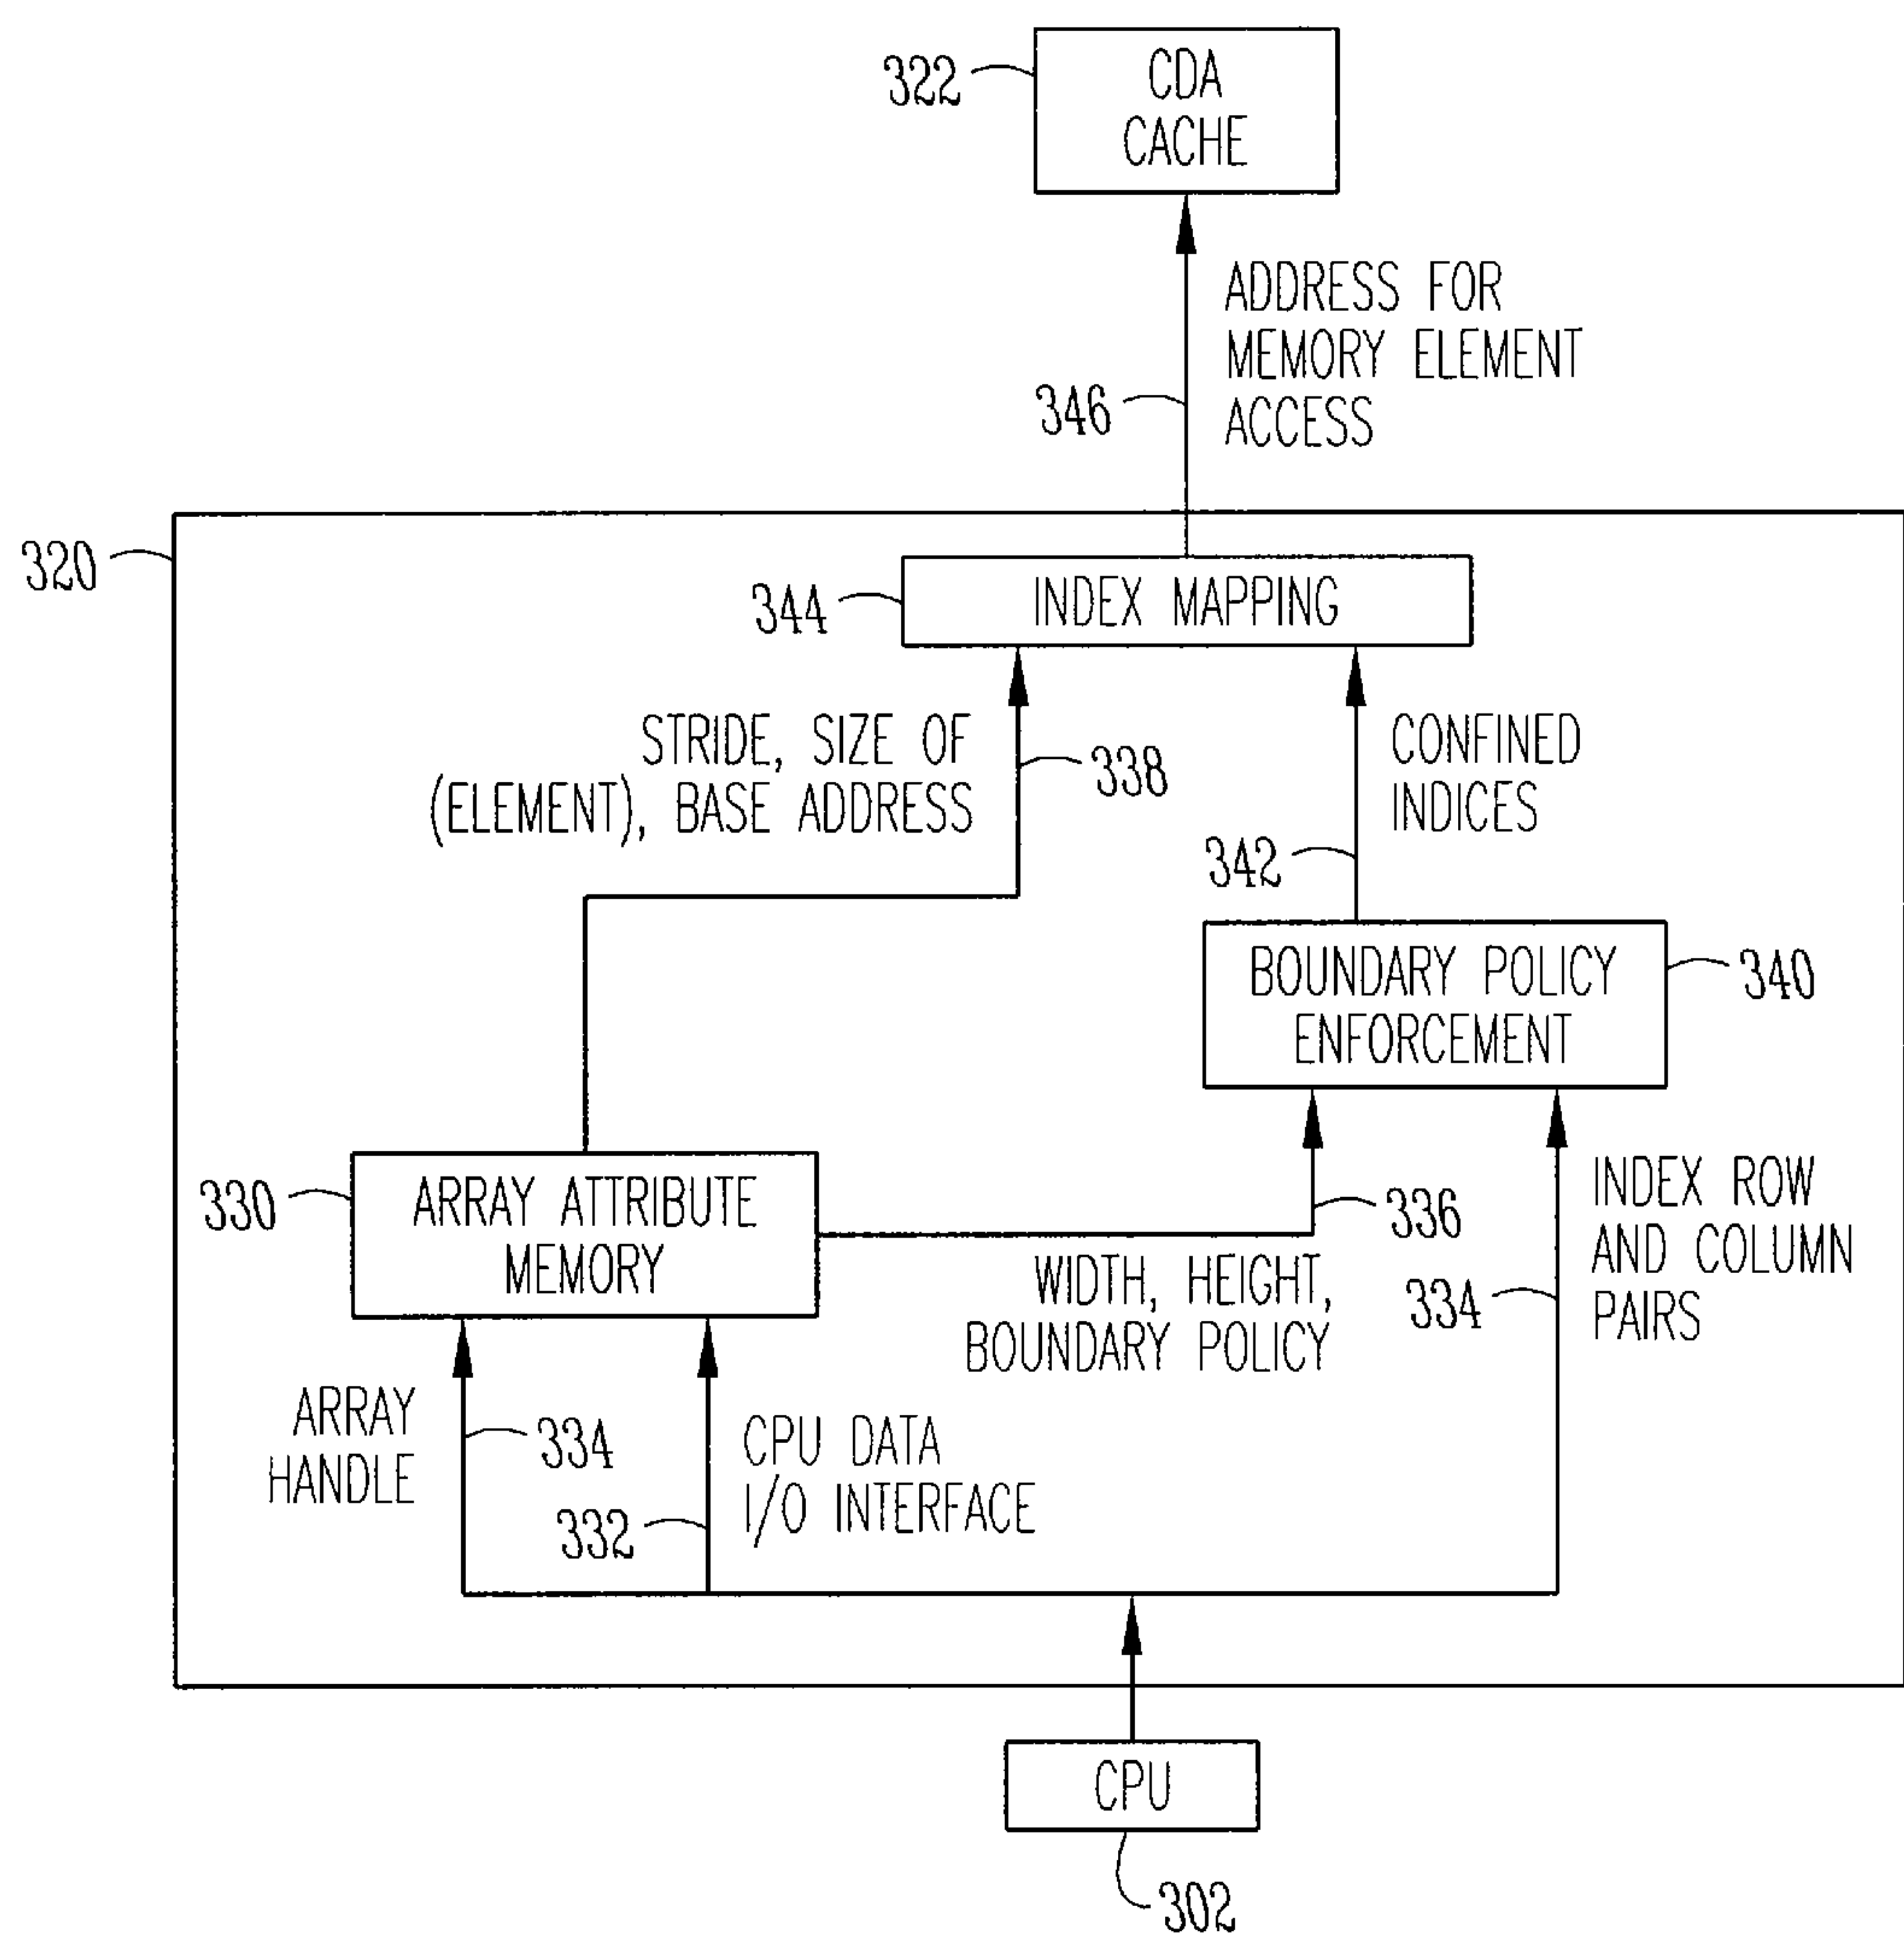 322
CDA
CACHE
ADDRESS FOR
MEMORY ELEMENT
ACCESS
346
320
344
INDEX MAPPING
STRIDE, SIZE OF
(ELEMENT), BASE ADDRESS
338
CONFINED
INDICES
342
BOUNDARY POLICY
ENFORCEMENT
340
330
ARRAY ATTRIBUTE
MEMORY
336
WIDTH, HEIGHT,
BOUNDARY POLICY
334
INDEX ROW
AND COLUMN
PAIRS
ARRAY
HANDLE
334
332
CPU DATA
I/O INTERFACE
CPU
302